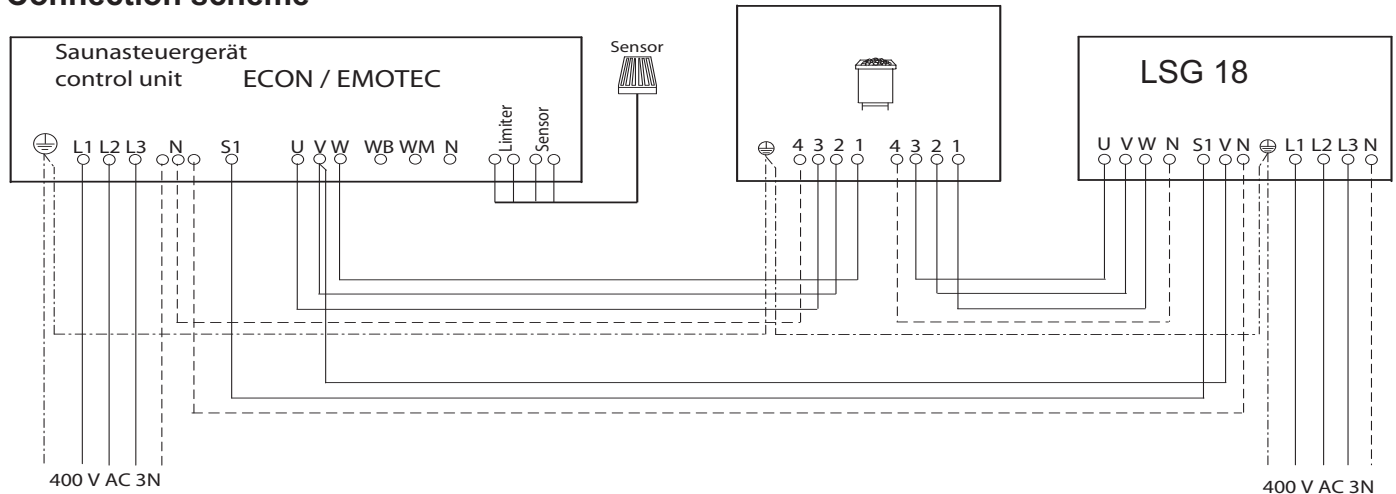 Connection scheme
Saunasteuergerät
control unit ECON / EMOTEC
L1 L2 L3 N S1 U V W WB WM N Limiter Sensor
Sensor
4 3 2 1 4 3 2 1
LSG 18
U V W N S1 V N L1 L2 L3 N
400 V AC 3N
400 V AC 3N